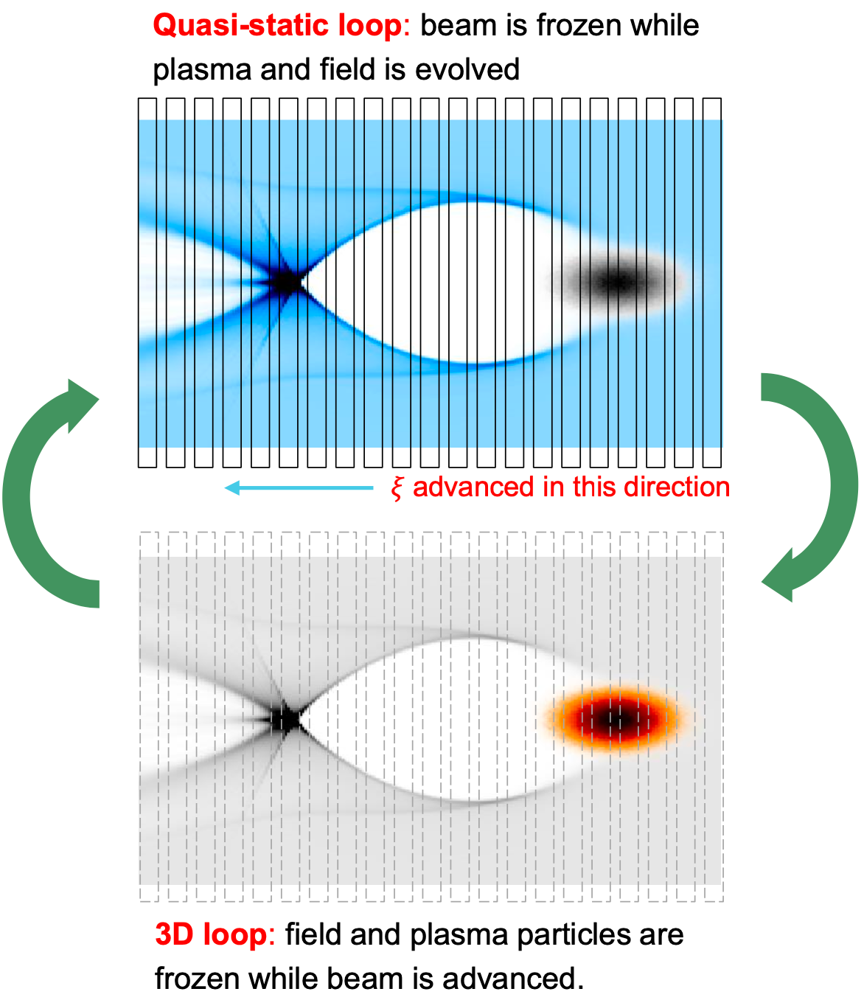 Quasi-static loop: beam is frozen while
plasma and field is evolved
ξ advanced in this direction
3D loop: field and plasma particles are
frozen while beam is advanced.